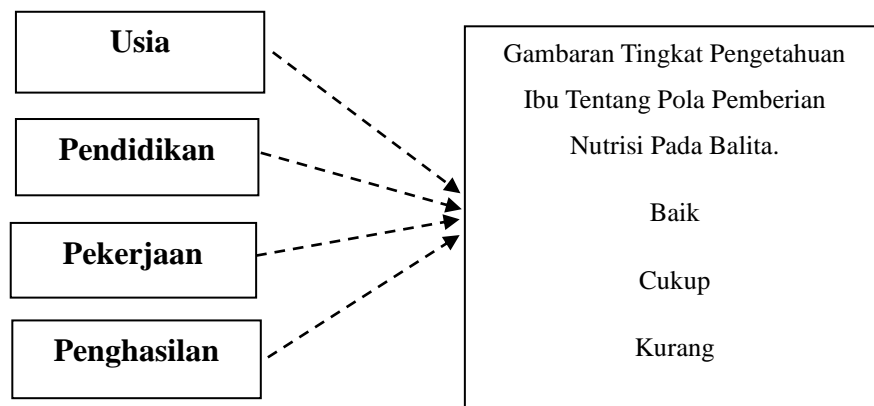 Usia
Pendidikan
Pekerjaan
Penghasilan
Gambaran Tingkat Pengetahuan
Ibu Tentang Pola Pemberian
Nutrisi Pada Balita.
Baik
Cukup
Kurang